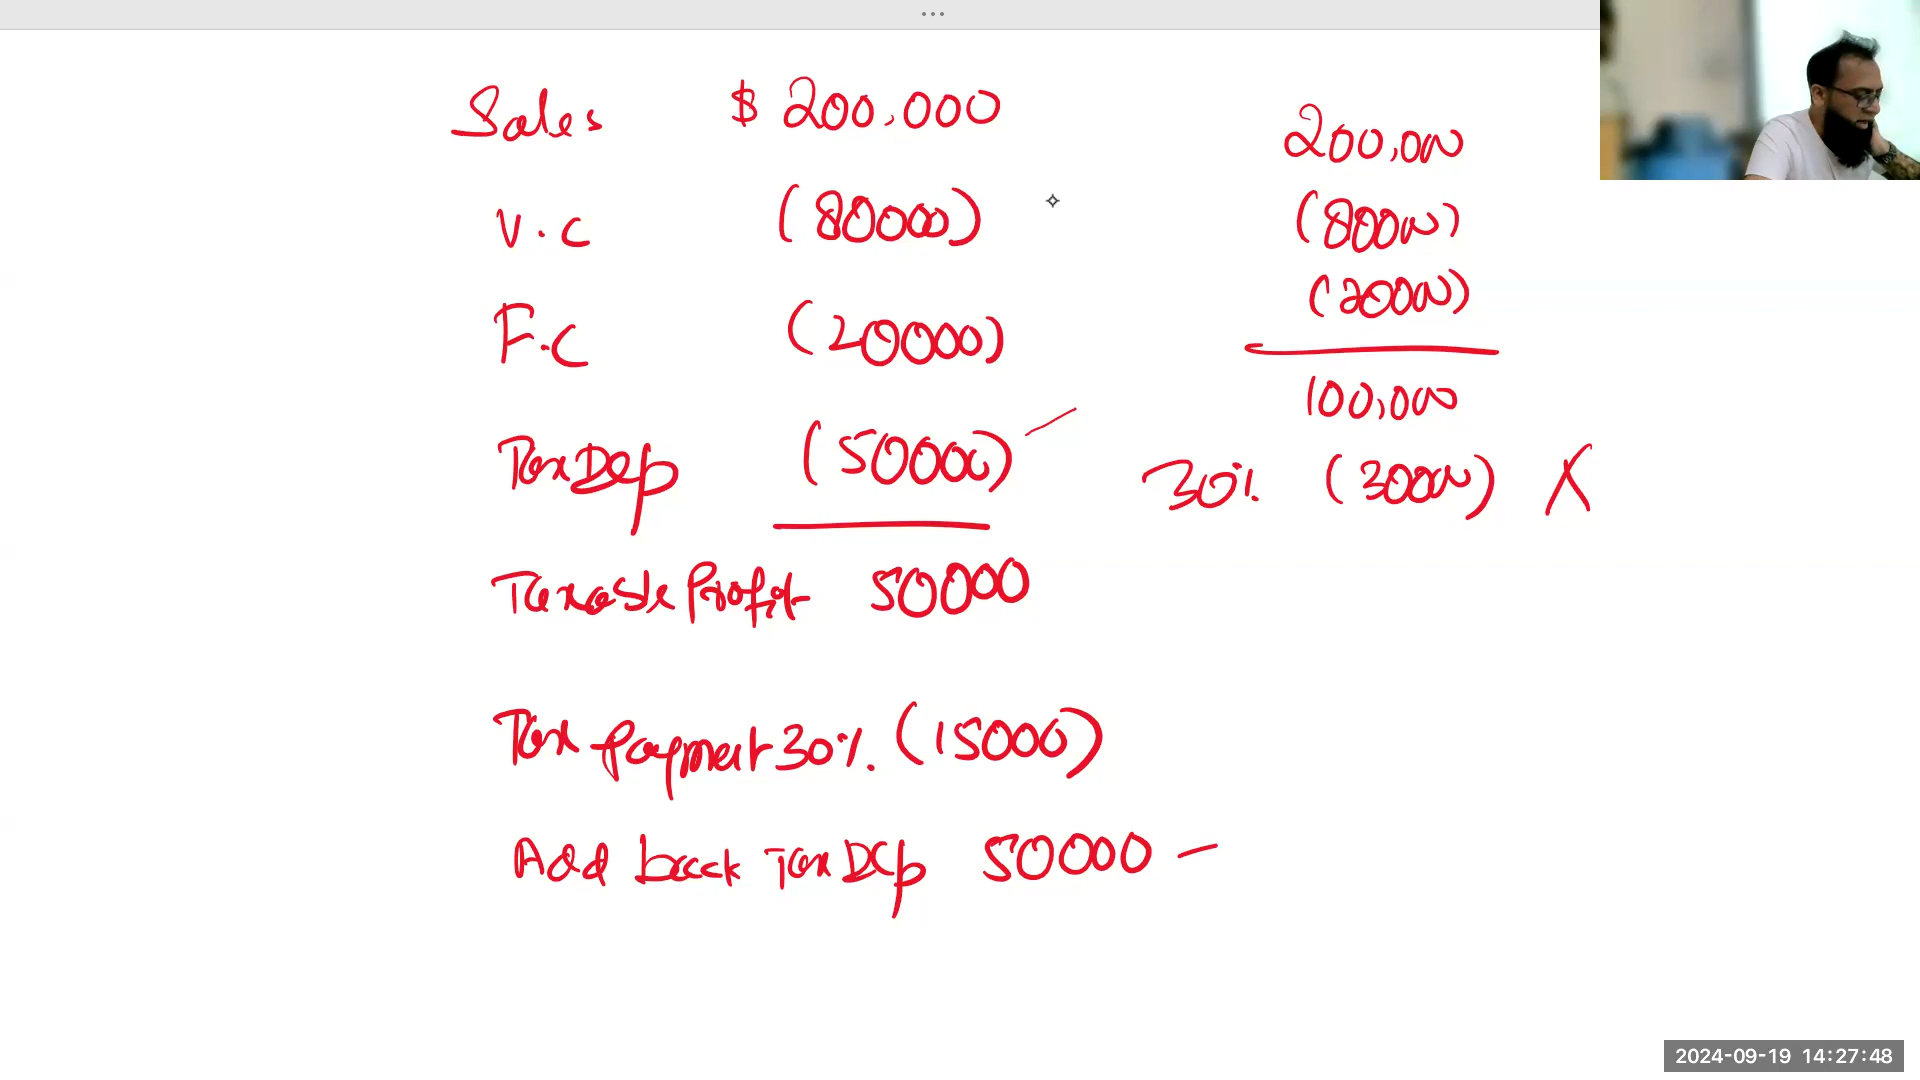 Sales $ 200,000
V.C (80000)
F.C (20000)
Tax Dep (50000)
Taxable Profit 50000
Tax payment 30% (15000)
Add back Tax Dep 50000 –
200,000
(80000)
(20000)
100,000
30% (30000) X
2024-09-19 14:27:48